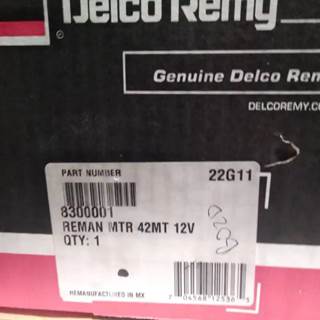 Delco Remy
Genuine Delco Rem
DELCOREMY.C
PART NUMBER
22G11
8300001
REMAN MTR 42MT 12V
QTY: 1
REMANUFACTURED IN MX